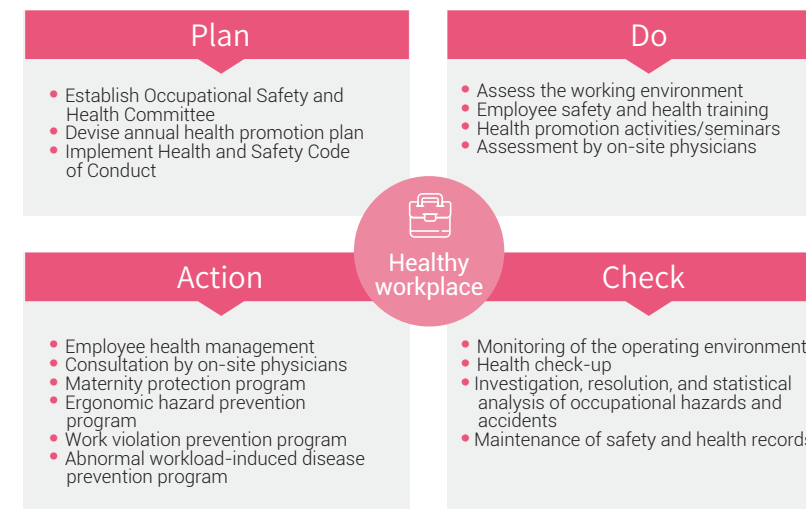 Plan
• Establish Occupational Safety and
Health Committee
• Devise annual health promotion plan
• Implement Health and Safety Code
of Conduct
Do
• Assess the working environment
• Employee safety and health training
• Health promotion activities/seminars
• Assessment by on-site physicians
Healthy
workplace
Action
• Employee health management
• Consultation by on-site physicians
• Maternity protection program
• Ergonomic hazard prevention
program
• Work violation prevention program
• Abnormal workload-induced disease
prevention program
Check
• Monitoring of the operating environment
• Health check-up
• Investigation, resolution, and statistical
analysis of occupational hazards and
accidents
• Maintenance of safety and health records